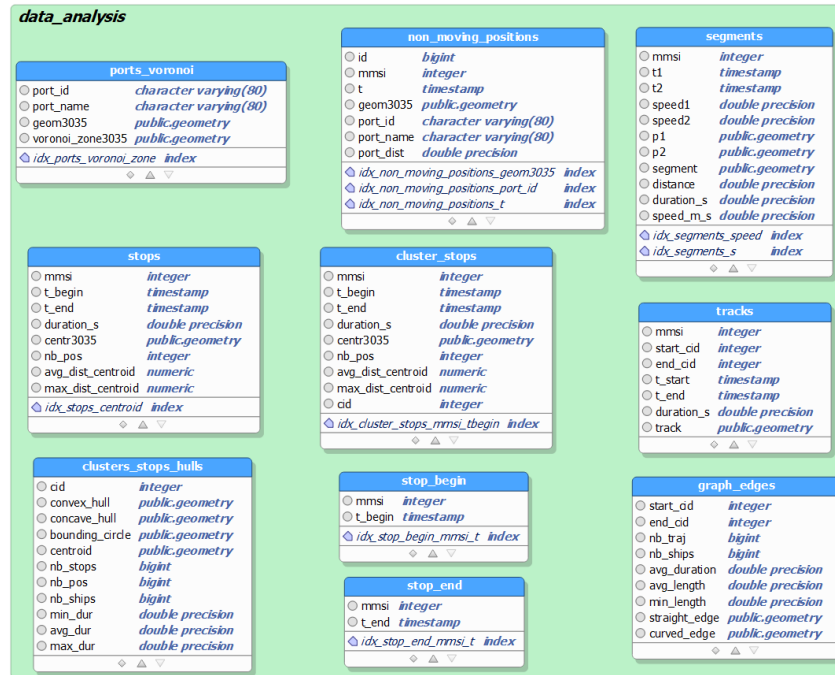 data_analysis
ports_voronoi
port_id character varying(80)
port_name character varying(80)
geom3035 public.geometry
voronoi_zone3035 public.geometry
idx_ports_voronoi_zone index
non_moving_positions
id bigint
mmsi integer
t timestamp
geom3035 public.geometry
port_id character varying(80)
port_name character varying(80)
port_dist double precision
idx_non_moving_positions_geom3035 index
idx_non_moving_positions_port_id index
idx_non_moving_positions_t index
segments
mmsi integer
t1 timestamp
t2 timestamp
speed1 double precision
speed2 double precision
p1 public.geometry
p2 public.geometry
segment public.geometry
distance double precision
duration_s double precision
speed_m_s double precision
idx_segments_speed index
idx_segments_s index
stops
mmsi integer
t_begin timestamp
t_end timestamp
duration_s double precision
centr3035 public.geometry
nb_pos integer
avg_dist_centroid numeric
max_dist_centroid numeric
idx_stops_centroid index
cluster_stops
mmsi integer
t_begin timestamp
t_end timestamp
duration_s double precision
centr3035 public.geometry
nb_pos integer
avg_dist_centroid numeric
max_dist_centroid numeric
cid integer
idx_cluster_stops_mmsi_tbegin index
tracks
mmsi integer
start_cid integer
end_cid integer
t_start timestamp
t_end timestamp
duration_s double precision
track public.geometry
clusters_stops_hulls
cid integer
convex_hull public.geometry
concave_hull public.geometry
bounding_circle public.geometry
centroid public.geometry
nb_stops bigint
nb_pos bigint
nb_ships bigint
min_dur double precision
avg_dur double precision
max_dur double precision
stop_begin
mmsi integer
t_begin timestamp
idx_stop_begin_mmsi_t index
stop_end
mmsi integer
t_end timestamp
idx_stop_end_mmsi_t index
graph_edges
start_cid integer
end_cid integer
nb_traj bigint
nb_ships bigint
avg_duration double precision
avg_length double precision
min_length double precision
straight_edge public.geometry
curved_edge public.geometry